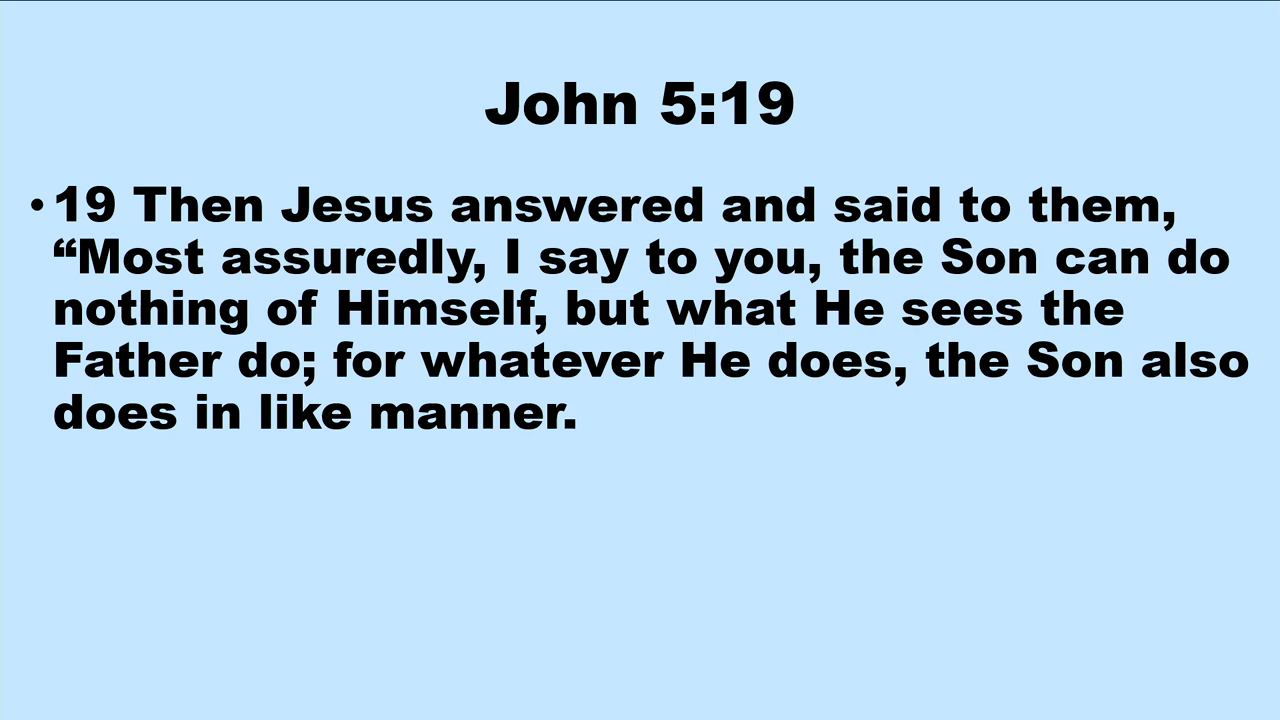 John 5:19
• 19 Then Jesus answered and said to them,
“Most assuredly, I say to you, the Son can do
nothing of Himself, but what He sees the
Father do; for whatever He does, the Son also
does in like manner.